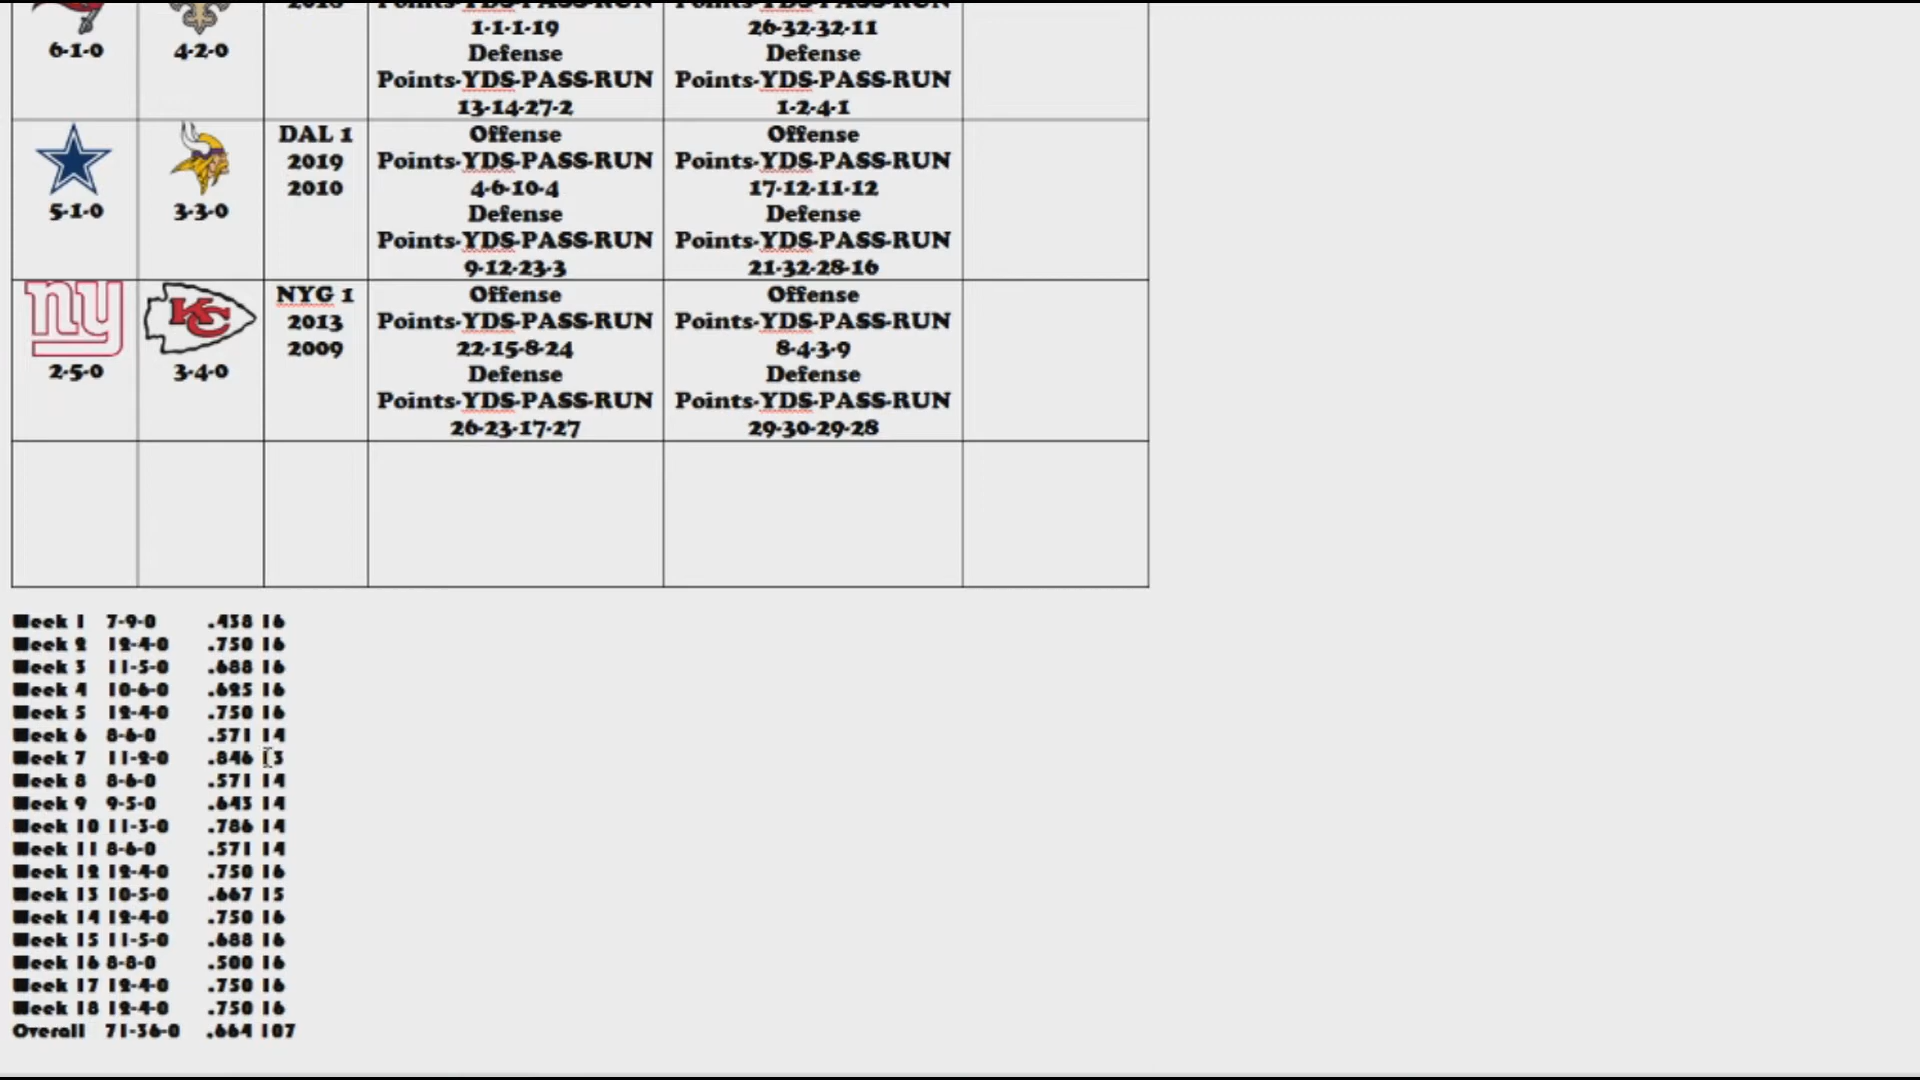 1-1-1-19 26-32-32-11
6-1-0 4-2-0 Defense Defense
Points-YDS-PASS-RUN Points-YDS-PASS-RUN
13-14-27-2 1-2-4-1
DAL 1 Offense Offense
2019 Points-YDS-PASS-RUN Points-YDS-PASS-RUN
2010 4-6-10-4 17-12-11-12
5-1-0 3-3-0 Defense Defense
Points-YDS-PASS-RUN Points-YDS-PASS-RUN
9-12-23-3 21-32-28-16
ny KC NYG 1 Offense Offense
2013 Points-YDS-PASS-RUN Points-YDS-PASS-RUN
2009 22-15-8-24 8-4-3-9
2-5-0 3-4-0 Defense Defense
Points-YDS-PASS-RUN Points-YDS-PASS-RUN
26-23-17-27 29-30-29-28
Week 1 7-9-0 .438 16
Week 2 12-4-0 .750 16
Week 3 11-5-0 .688 16
Week 4 10-6-0 .625 16
Week 5 12-4-0 .750 16
Week 6 8-6-0 .571 14
Week 7 11-2-0 .846 13
Week 8 8-6-0 .571 14
Week 9 9-5-0 .643 14
Week 10 11-3-0 .786 14
Week 11 8-6-0 .571 14
Week 12 12-4-0 .750 16
Week 13 10-5-0 .667 15
Week 14 12-4-0 .750 16
Week 15 11-5-0 .688 16
Week 16 8-8-0 .500 16
Week 17 12-4-0 .750 16
Week 18 12-4-0 .750 16
Overall 71-36-0 .664 107